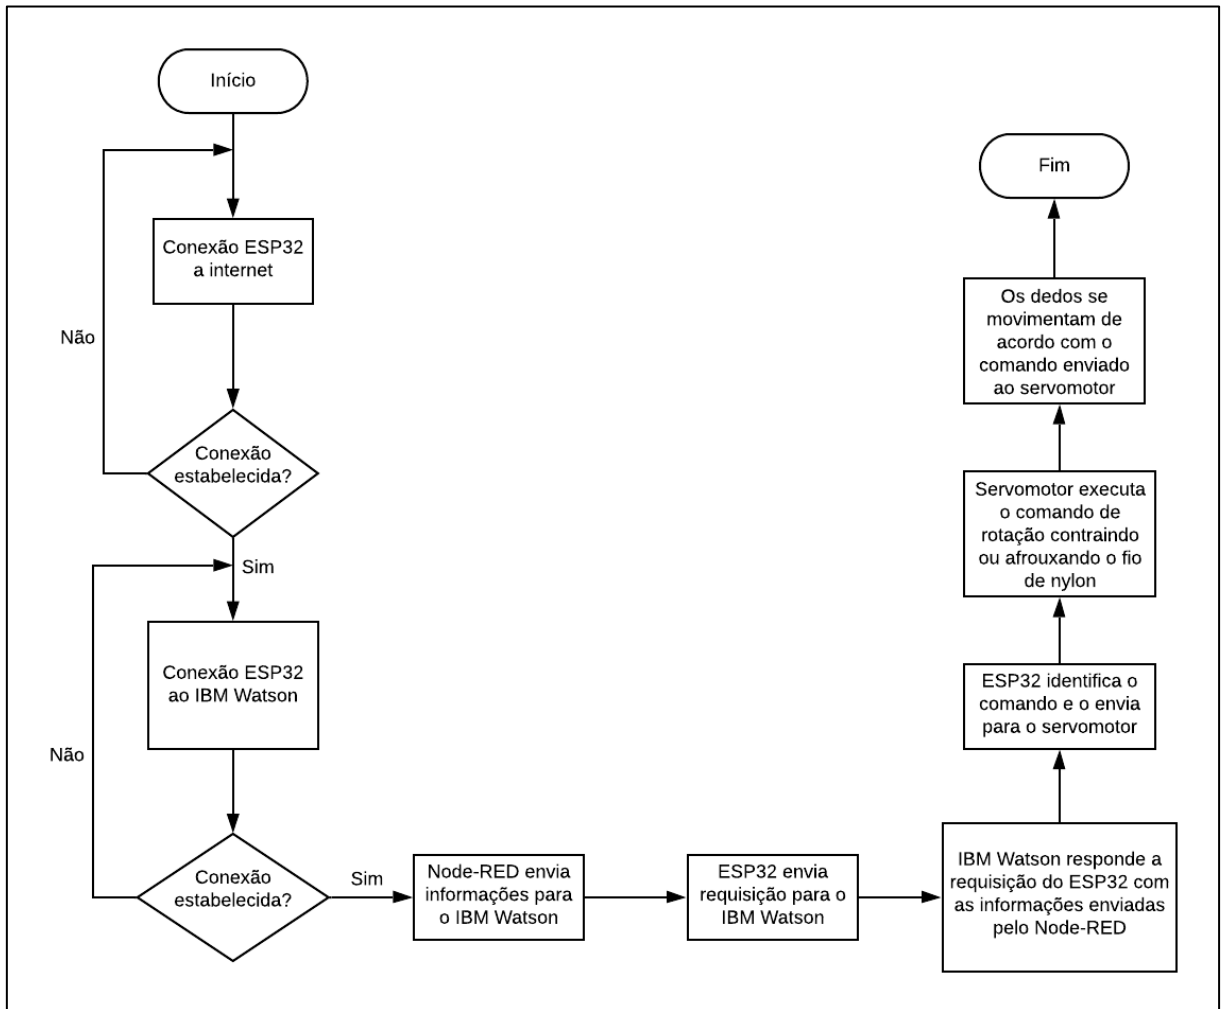 Início
Conexão ESP32
a internet
Não
Conexão
estabelecida?
Sim
Conexão ESP32
ao IBM Watson
Não
Conexão
estabelecida?
Sim
Node-RED envia
informações para
o IBM Watson
ESP32 envia
requisição para o
IBM Watson
IBM Watson responde a
requisição do ESP32 com
as informações enviadas
pelo Node-RED
ESP32 identifica o
comando e o envia
para o servomotor
Servomotor executa
o comando de
rotação contraindo
ou afrouxando o fio
de nylon
Os dedos se
movimentam de
acordo com o
comando enviado
ao servomotor
Fim